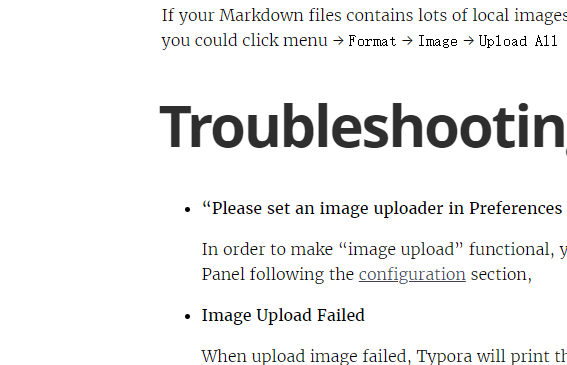 If your Markdown files contains lots of local images
you could click menu → Format → Image → Upload All
Troubleshootin
• “Please set an image uploader in Preferences
In order to make “image upload” functional, y
Panel following the configuration section,
• Image Upload Failed
When upload image failed, Typora will print th